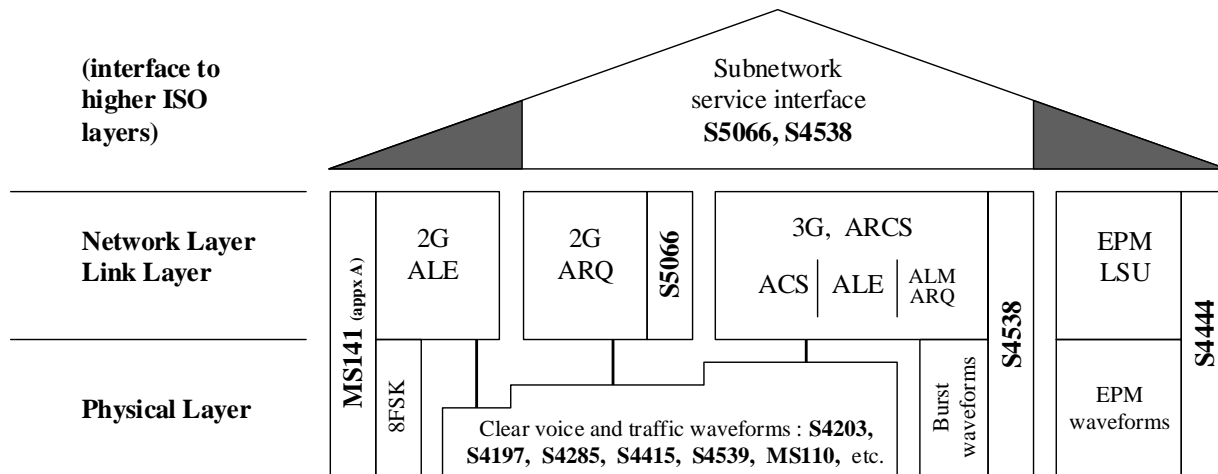 (interface to
higher ISO
layers)
Subnetwork
service interface
S5066, S4538
Network Layer
Link Layer
MS141 (appx A)
2G
ALE
2G
ARQ
S5066
3G, ARCS
ACS
ALE
ALM
ARQ
S4538
EPM
LSU
S4444
Physical Layer
8FSK
Clear voice and traffic waveforms : S4203,
S4197, S4285, S4415, S4539, MS110, etc.
Burst
waveforms
EPM
waveforms